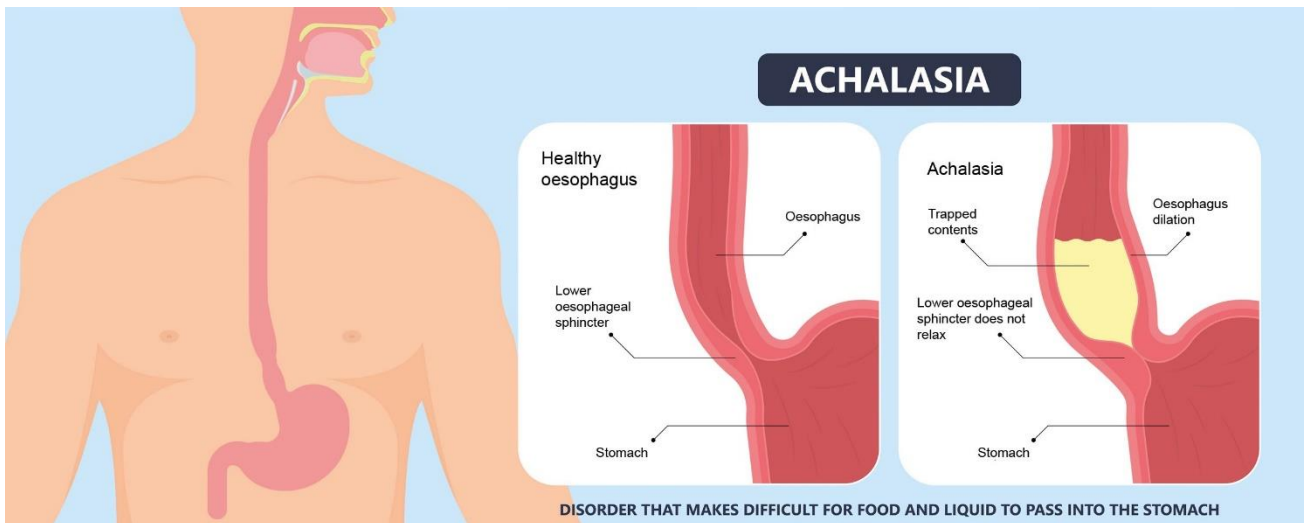 ACHALASIA
Healthy
oesophagus
Oesophagus
Lower
oesophageal
sphincter
Stomach
Achalasia
Trapped
contents
Oesophagus
dilation
Lower oesophageal
sphincter does not
relax
Stomach
DISORDER THAT MAKES DIFFICULT FOR FOOD AND LIQUID TO PASS INTO THE STOMACH